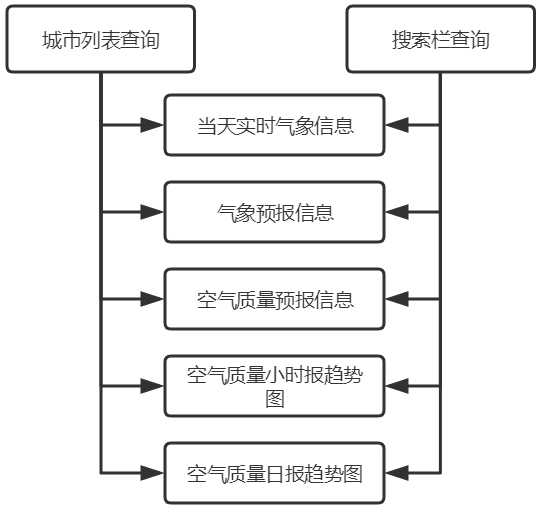 城市列表查询
搜索栏查询
当天实时气象信息
气象预报信息
空气质量预报信息
空气质量小时报趋势
图
空气质量日报趋势图